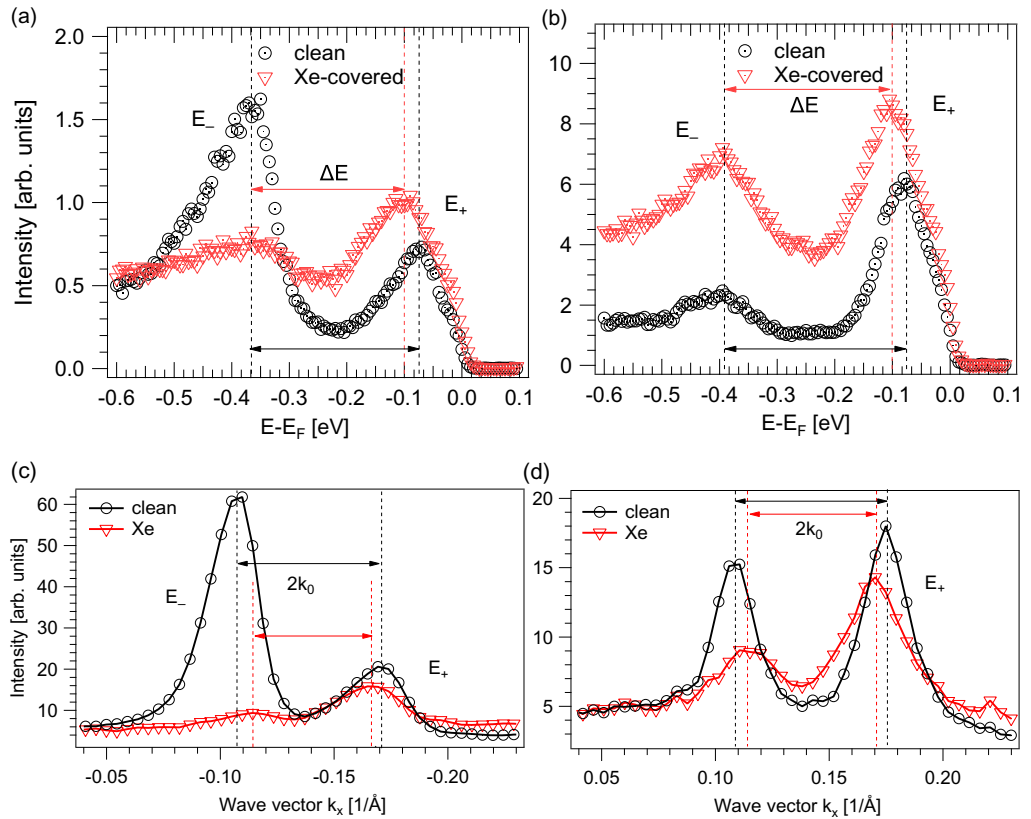 (a)
2.0
1.5
1.0
0.5
0.0
Intensity [arb. units]
clean
Xe-covered
E₋
ΔE
E₊
-0.6 -0.5 -0.4 -0.3 -0.2 -0.1 0.0 0.1
E-E_F [eV]
(b)
10
8
6
4
2
0
clean
Xe-covered
ΔE
E₋
E₊
-0.6 -0.5 -0.4 -0.3 -0.2 -0.1 0.0 0.1
E-E_F [eV]
(c)
60
50
40
30
20
10
Intensity [arb. units]
clean
Xe
E₋
2k₀
E₊
-0.05 -0.10 -0.15 -0.20
Wave vector kₓ [1/Å]
(d)
20
15
10
5
clean
Xe
2k₀
E₊
0.05 0.10 0.15 0.20
Wave vector kₓ [1/Å]